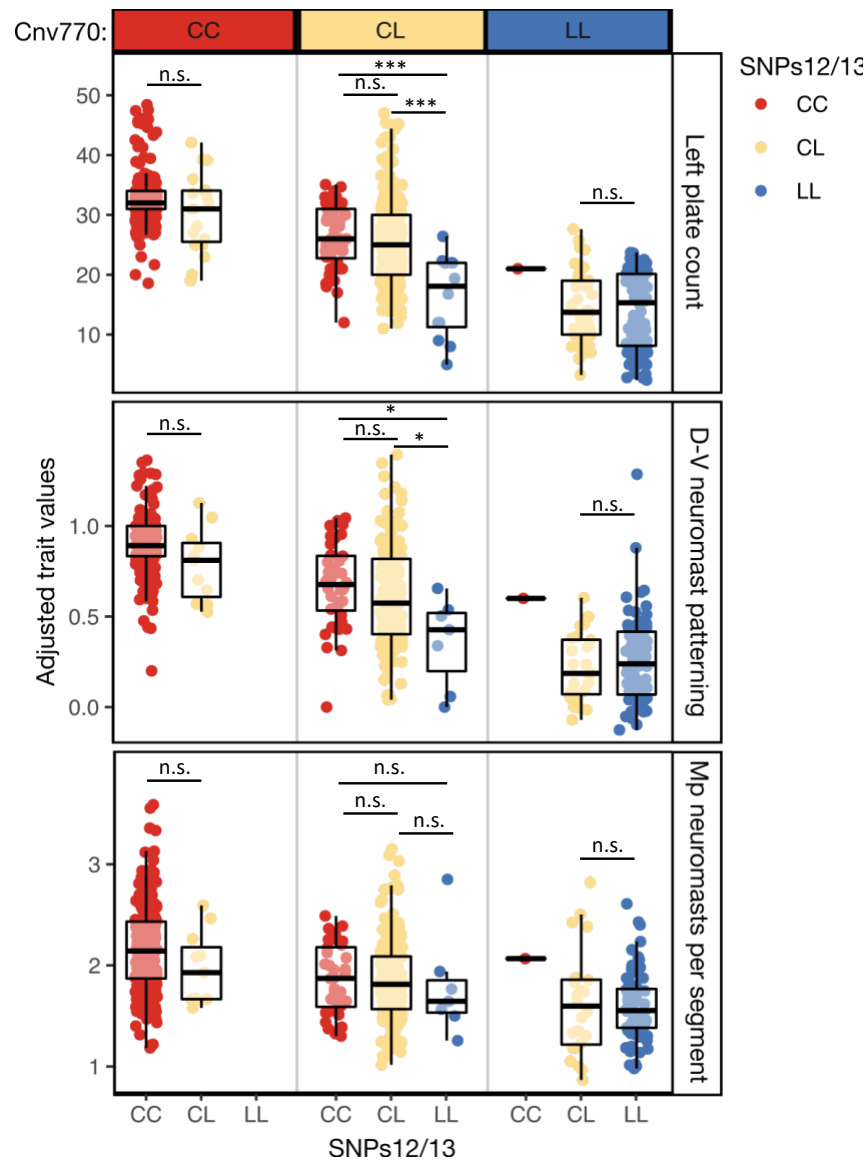 Cnv770: CC CL LL
SNPs12/13
CC
CL
LL
n.s. *** n.s. *** n.s.
50
40
30
20
10
Left plate count
n.s. * n.s. * n.s.
1.0
0.5
0.0
D-V neuromast patterning
Adjusted trait values
n.s. n.s. n.s. n.s. n.s.
3
2
1
Mp neuromasts per segment
CC CL LL CC CL LL CC CL LL
SNPs12/13